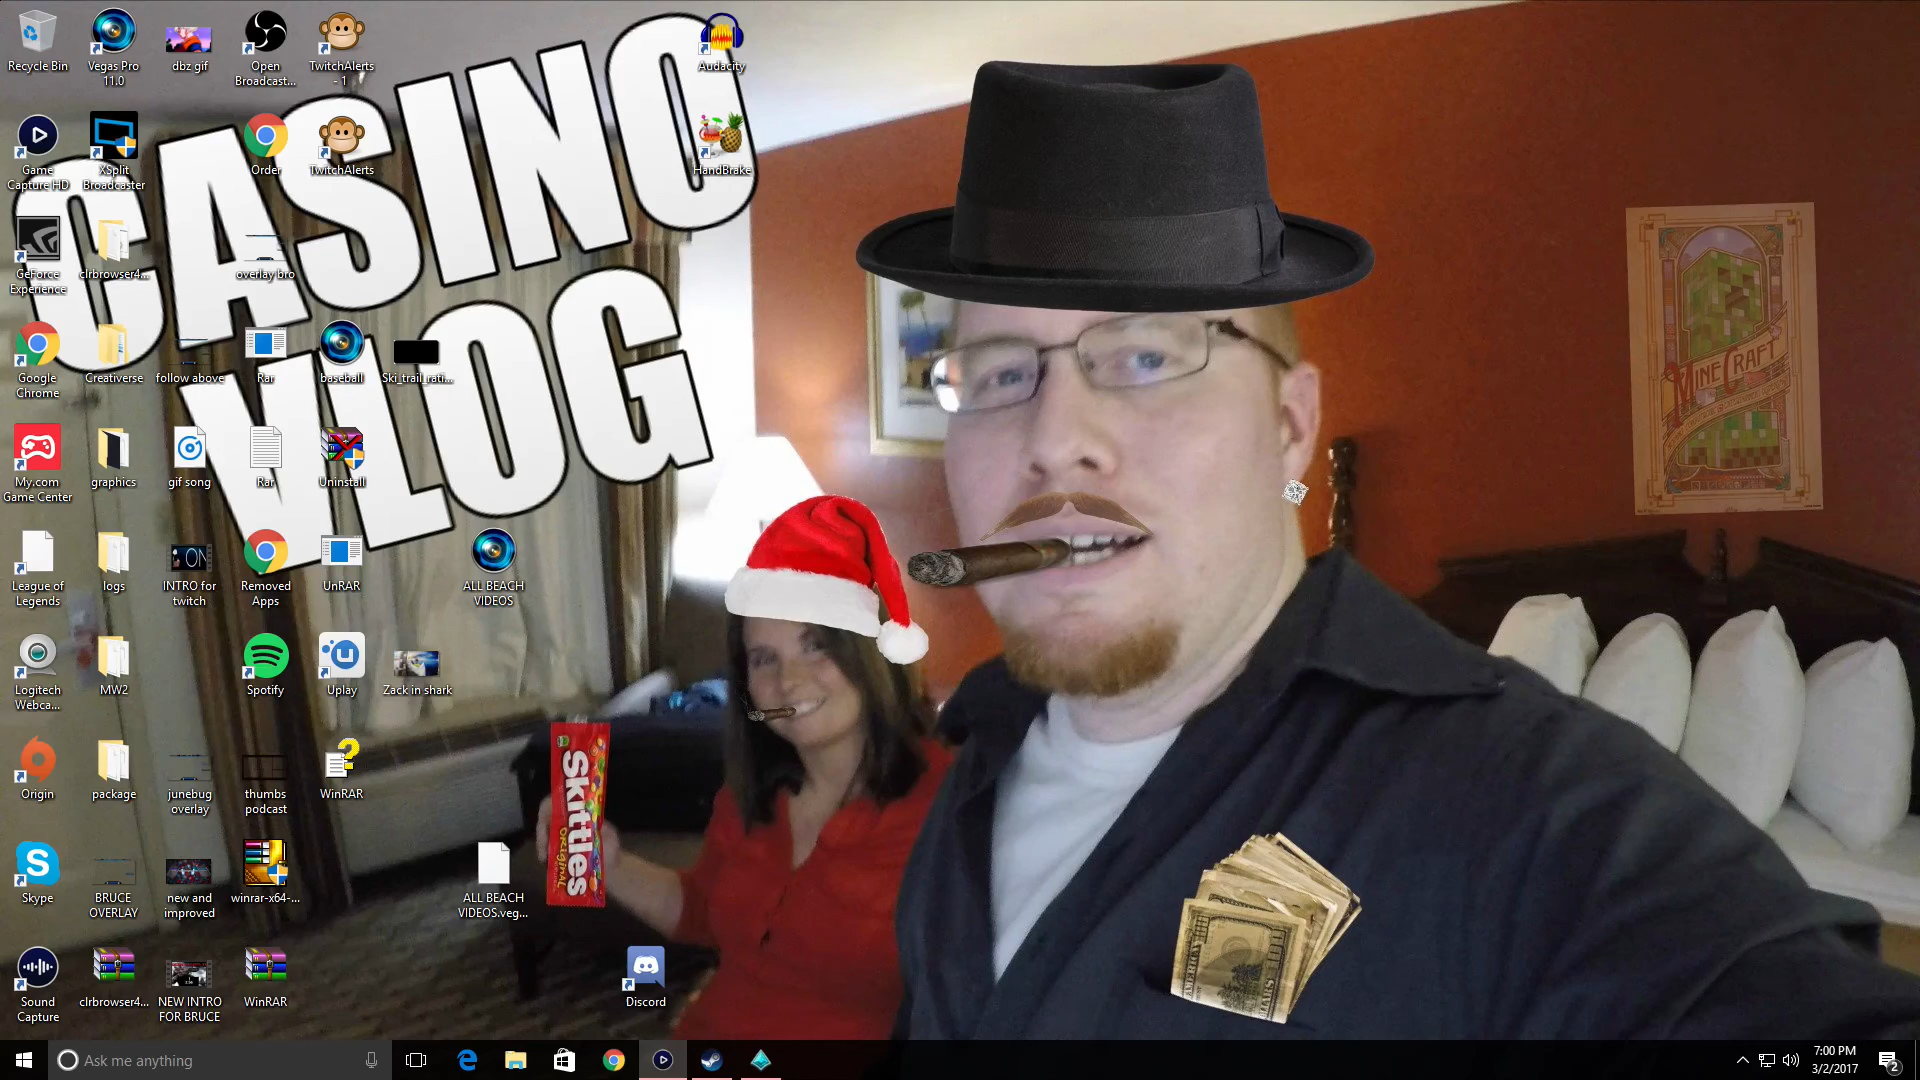 CASINO
VLOG
Recycle Bin
Vegas Pro
11.0
dbz gif
Open
Broadcast...
TwitchAlerts
- 1
Audacity
Game
Capture HD
XSplit
Broadcaster
Order
TwitchAlerts
HandBrake
GeForce
Experience
clrbrowser4...
overlay bro
Google
Chrome
Creativerse
follow above
Rar
baseball
Ski_trail_rati...
My.com
Game Center
graphics
gif song
Rar
Uninstall
League of
Legends
logs
INTRO for
twitch
Removed
Apps
UnRAR
ALL BEACH
VIDEOS
Logitech
Webca...
MW2
Spotify
Uplay
Zack in shark
Origin
package
junebug
overlay
thumbs
podcast
WinRAR
Skype
BRUCE
OVERLAY
new and
improved
winrar-x64-...
ALL BEACH
VIDEOS.veg...
Sound
Capture
clrbrowser4...
NEW INTRO
FOR BRUCE
WinRAR
Discord
Skittles
ORIGINAL
MINECRAFT
Ask me anything
7:00 PM
3/2/2017
2